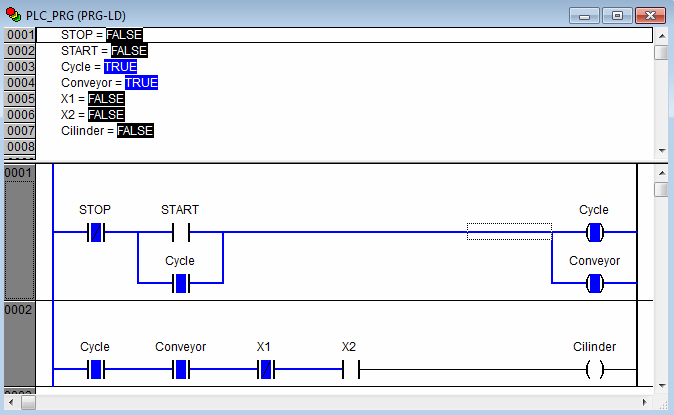 PLC_PRG (PRG-LD)
0001 STOP = FALSE
0002 START = FALSE
0003 Cycle = TRUE
0004 Conveyor = TRUE
0005 X1 = FALSE
0006 X2 = FALSE
0007 Cilinder = FALSE
0008
0001
STOP START Cycle
Cycle Conveyor
0002
Cycle Conveyor X1 X2 Cilinder